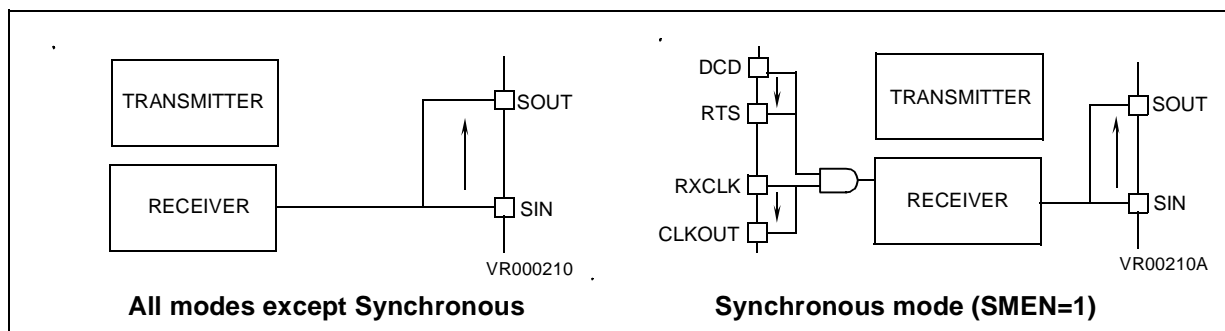 TRANSMITTER
SOUT
RECEIVER
SIN
VR000210
All modes except Synchronous
DCD
RTS
RXCLK
CLKOUT
TRANSMITTER
SOUT
RECEIVER
SIN
VR00210A
Synchronous mode (SMEN=1)